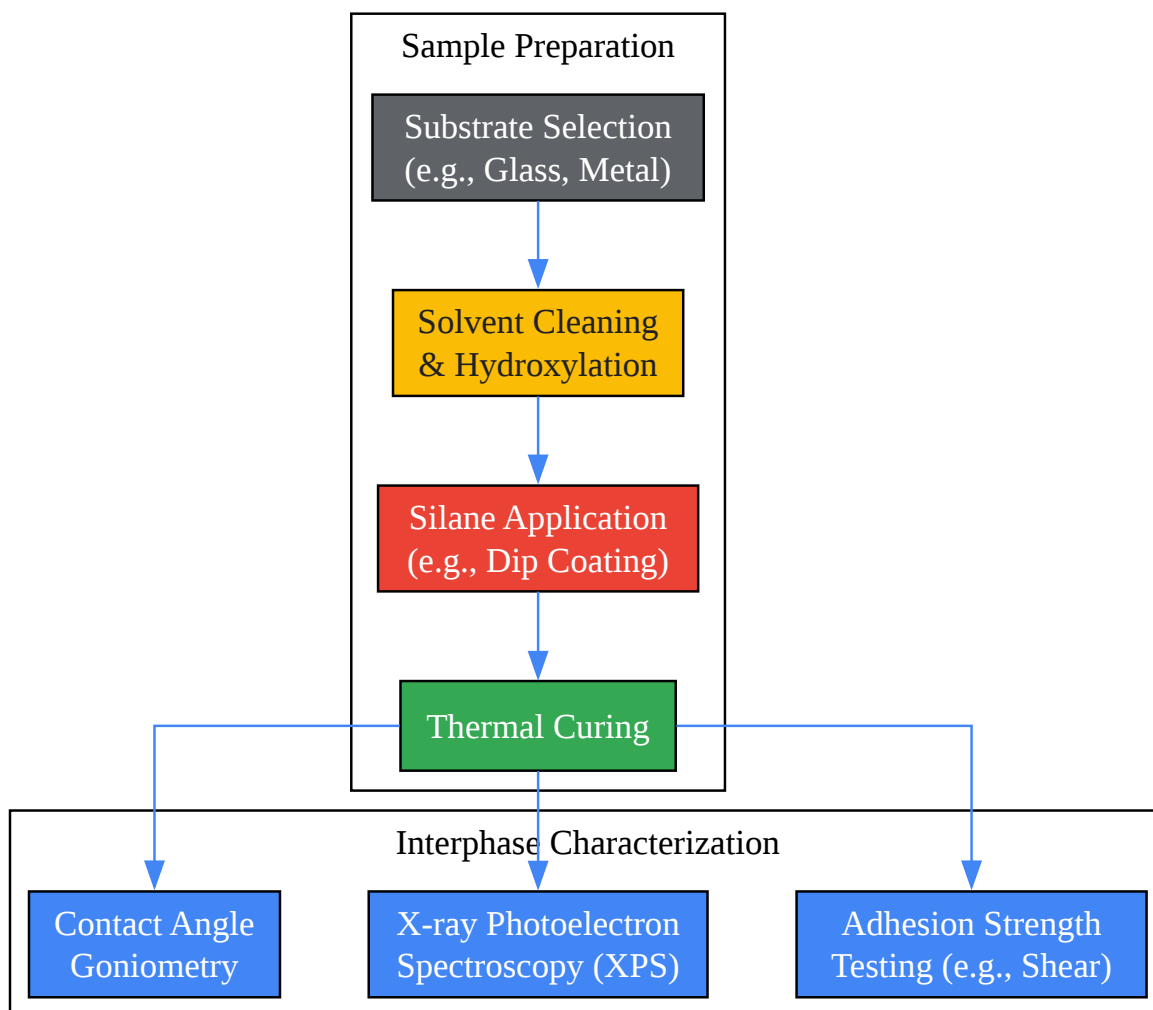 Sample Preparation
Substrate Selection
(e.g., Glass, Metal)
Solvent Cleaning
& Hydroxylation
Silane Application
(e.g., Dip Coating)
Thermal Curing
Interphase Characterization
Contact Angle
Goniometry
X-ray Photoelectron
Spectroscopy (XPS)
Adhesion Strength
Testing (e.g., Shear)